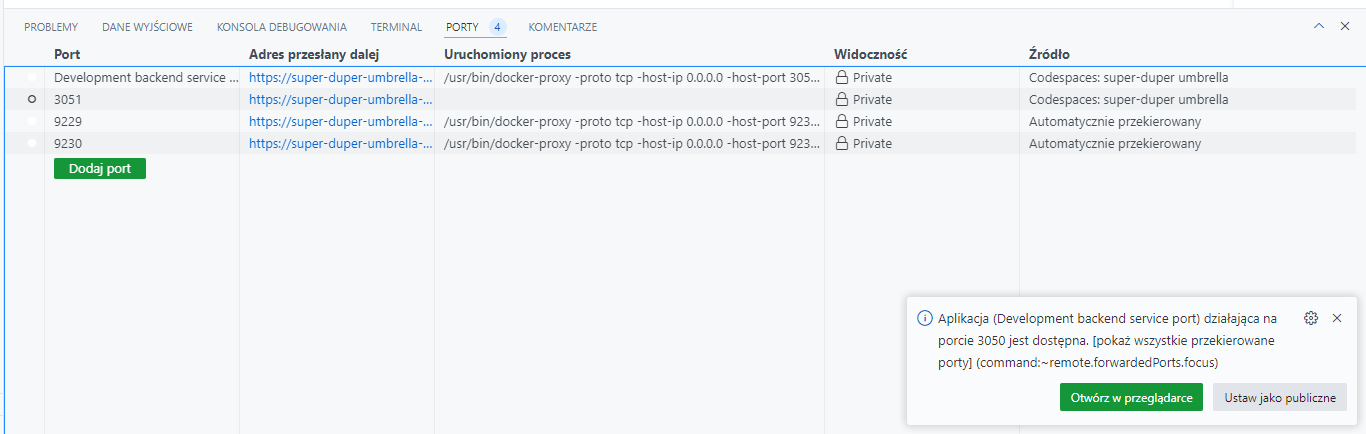 PROBLEMY DANE WYJŚCIOWE KONSOLA DEBUGOWANIA TERMINAL PORTY 4 KOMENTARZE
Port Adres przesłany dalej Uruchomiony proces Widoczność Źródło
Development backend service ... https://super-duper-umbrella-... /usr/bin/docker-proxy -proto tcp -host-ip 0.0.0.0 -host-port 305... Private Codespaces: super-duper umbrella
3051 https://super-duper-umbrella-... Private Codespaces: super-duper umbrella
9229 https://super-duper-umbrella-... /usr/bin/docker-proxy -proto tcp -host-ip 0.0.0.0 -host-port 923... Private Automatycznie przekierowany
9230 https://super-duper-umbrella-... /usr/bin/docker-proxy -proto tcp -host-ip 0.0.0.0 -host-port 923... Private Automatycznie przekierowany
Dodaj port
Aplikacja (Development backend service port) działająca na
porcie 3050 jest dostępna. [pokaż wszystkie przekierowane
porty] (command:~remote.forwardedPorts.focus)
Otwórz w przeglądarce Ustaw jako publiczne